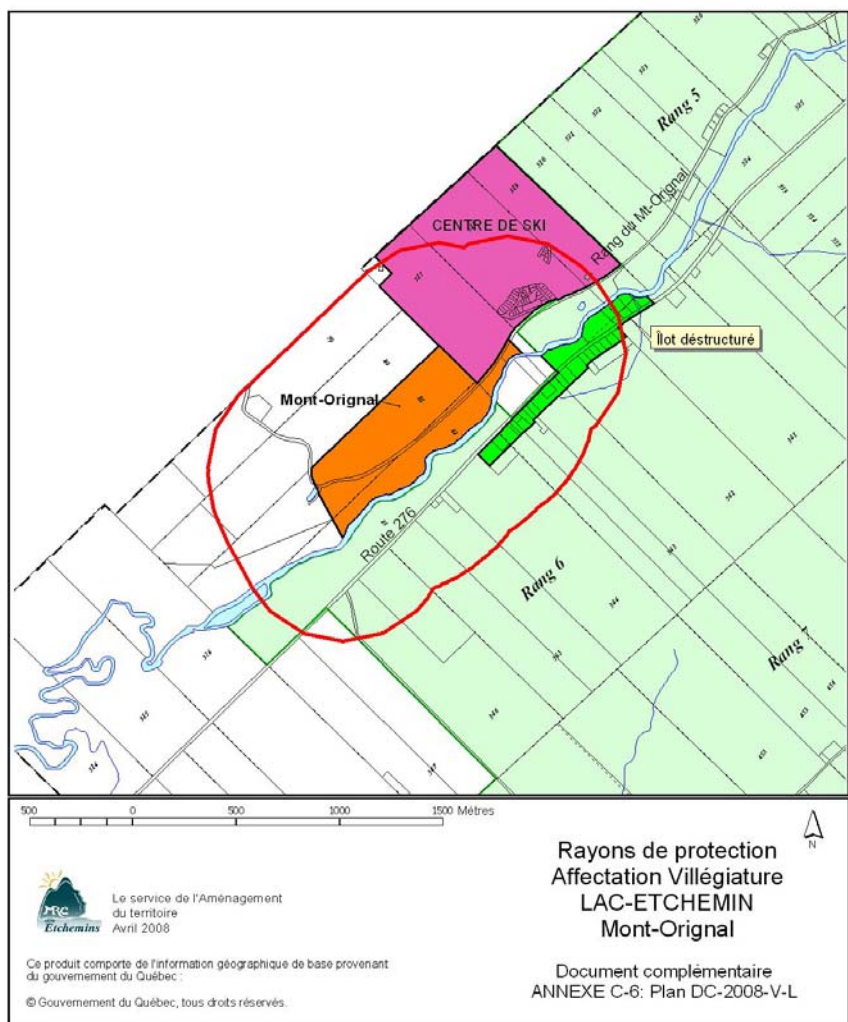 Rang 5
Rang du Mt-Orignal
CENTRE DE SKI
Îlot déstructuré
Mont-Orignal
Route 276
Rang 6
Rang 7
500 0 500 1000 1500 Mètres
N
Rayons de protection
Affectation Villégiature
LAC-ETCHEMIN
Mont-Orignal
Document complémentaire
ANNEXE C-6: Plan DC-2008-V-L
MRC
des
Etchemins
Le service de l'Aménagement
du territoire
Avril 2008
Ce produit comporte de l'information géographique de base provenant
du gouvernement du Québec :
© Gouvernement du Québec, tous droits réservés.